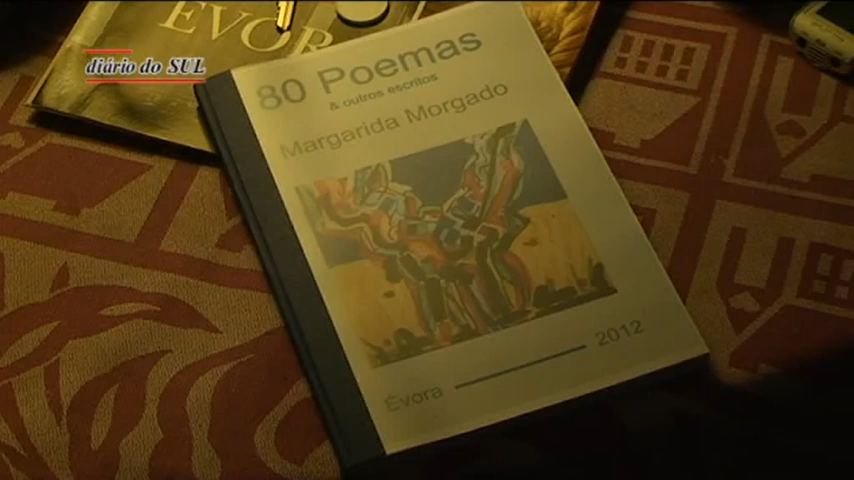 ÉVOR
diário do SUL
80 Poemas
& outros escritos
Margarida Morgado
Évora 2012